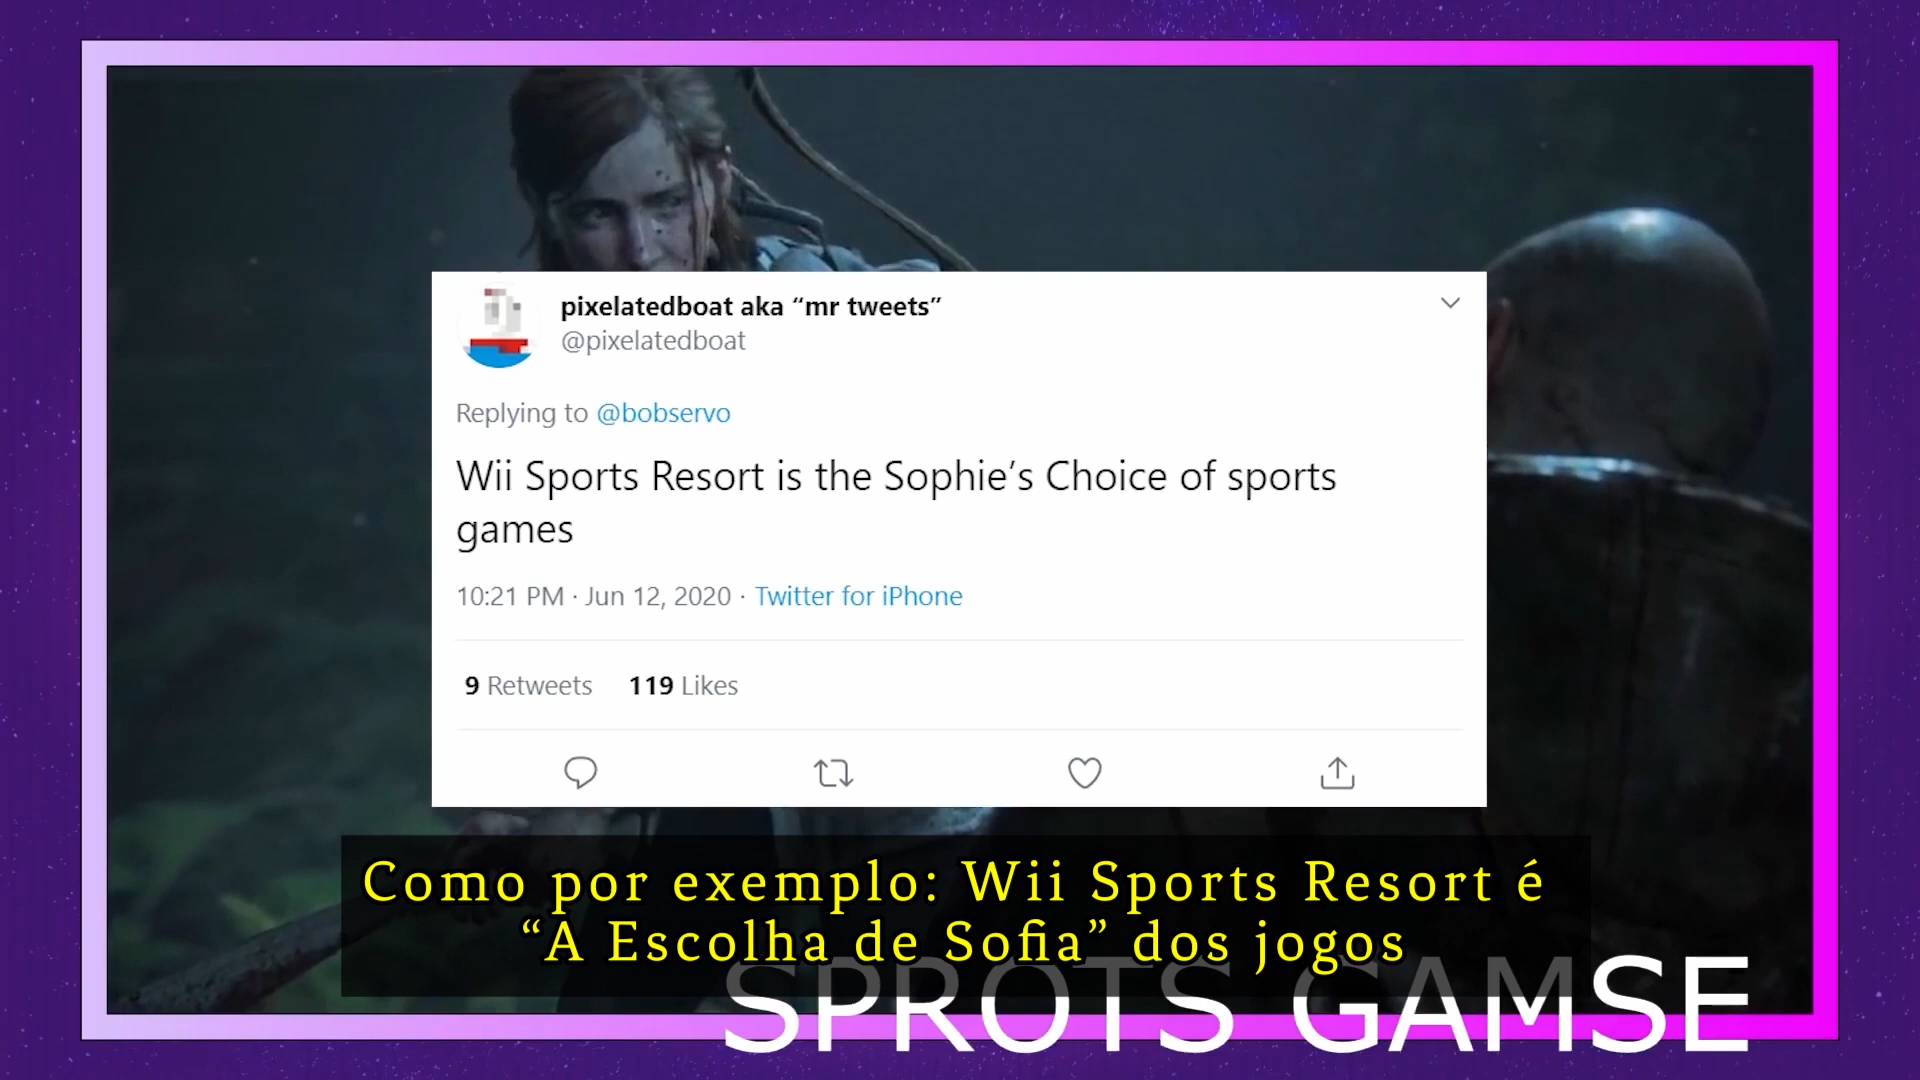 pixelatedboat aka “mr tweets”
@pixelatedboat
Replying to @bobservo
Wii Sports Resort is the Sophie’s Choice of sports
games
10:21 PM · Jun 12, 2020 · Twitter for iPhone
9 Retweets 119 Likes
Como por exemplo: Wii Sports Resort é
“A Escolha de Sofia” dos jogos
SPROTS GAMSE